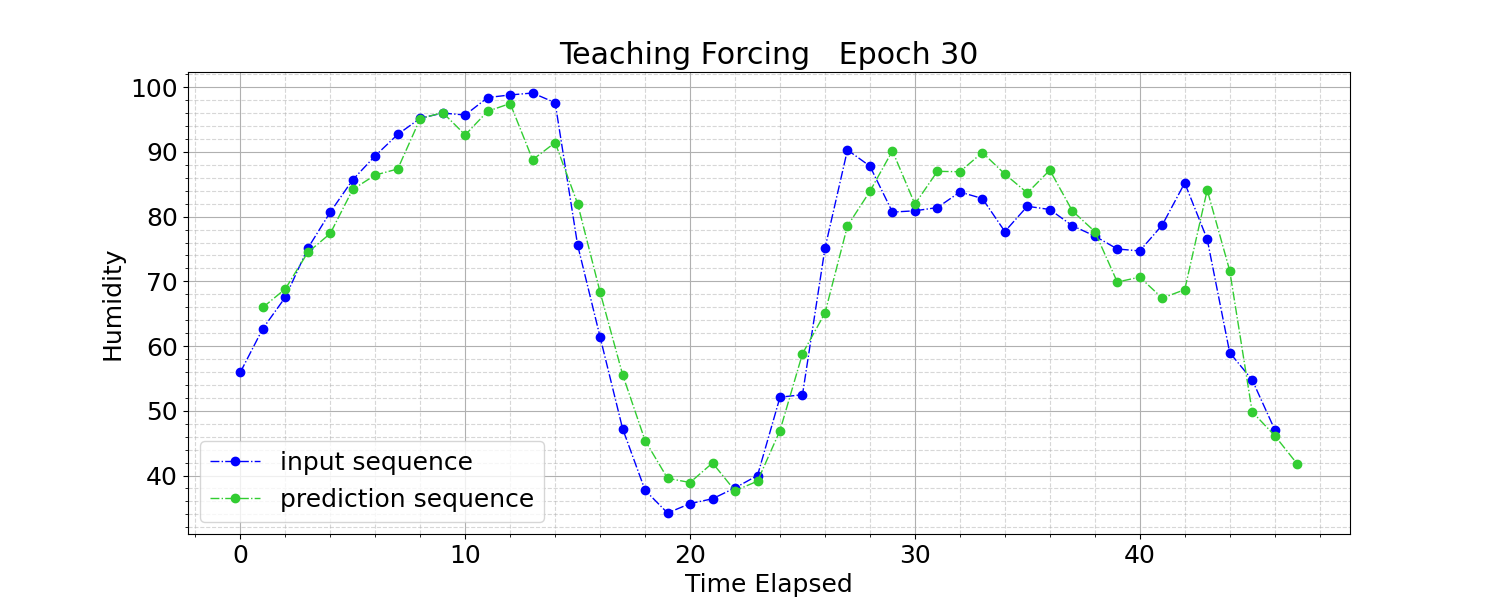 Teaching Forcing   Epoch 30
100
90
80
70
60
50
40
Humidity
input sequence
prediction sequence
0 10 20 30 40
Time Elapsed